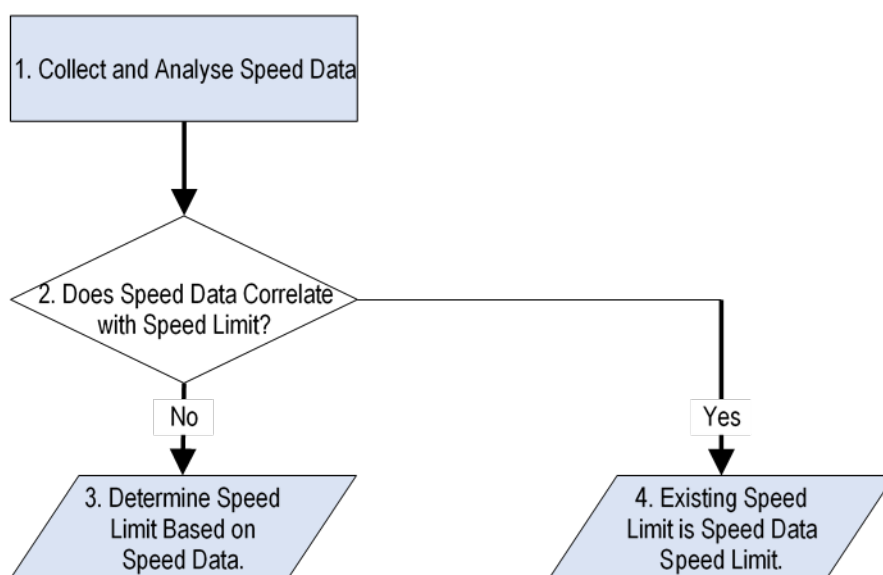 1. Collect and Analyse Speed Data
2. Does Speed Data Correlate
with Speed Limit?
No
Yes
3. Determine Speed
Limit Based on
Speed Data.
4. Existing Speed
Limit is Speed Data
Speed Limit.